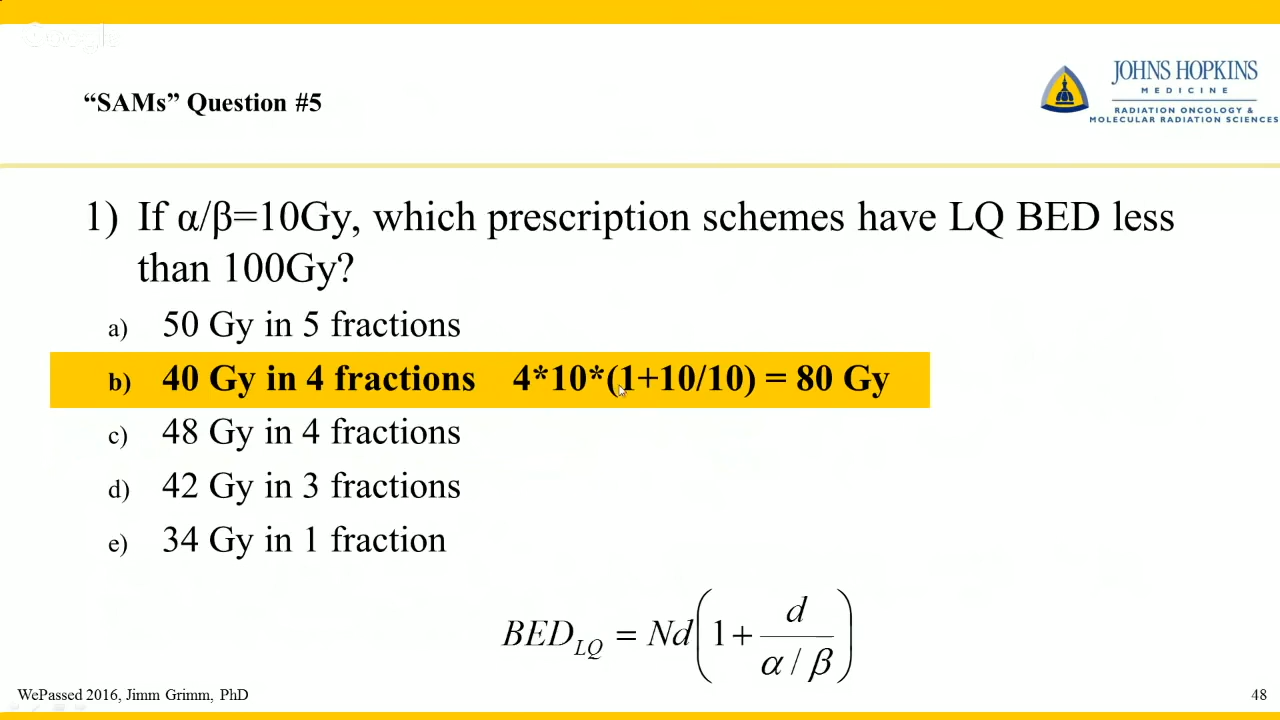 Google
“SAMs” Question #5
JOHNS HOPKINS
MEDICINE
RADIATION ONCOLOGY &
MOLECULAR RADIATION SCIENCES
1) If α/β=10Gy, which prescription schemes have LQ BED less
than 100Gy?
a) 50 Gy in 5 fractions
b) 40 Gy in 4 fractions 4*10*(1+10/10) = 80 Gy
c) 48 Gy in 4 fractions
d) 42 Gy in 3 fractions
e) 34 Gy in 1 fraction
BED_LQ = Nd(1 + d / (α / β))
WePassed 2016, Jimm Grimm, PhD
48